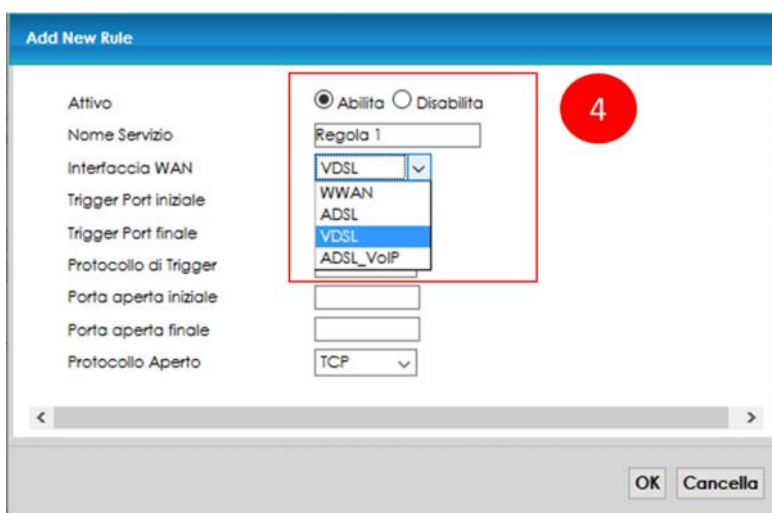 Add New Rule
Attivo Abilita Disabilita
4
Nome Servizio Regola 1
Interfaccia WAN VDSL
WWAN
Trigger Port iniziale
ADSL
Trigger Port finale VDSL
ADSL_VoIP
Protocollo di Trigger
Porta aperta iniziale
Porta aperta finale
Protocollo Aperto TCP
OK Cancella